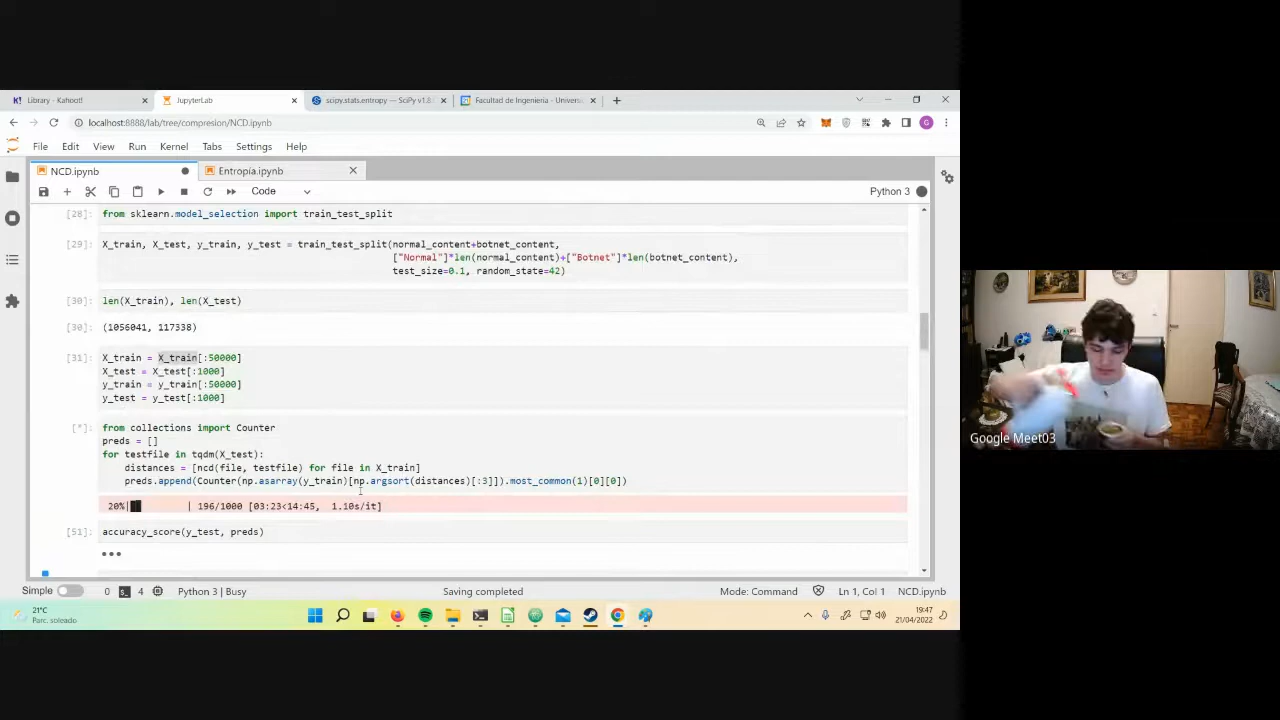 Library - Kahoot!
JupyterLab
scipy.stats.entropy — SciPy v1.8.
Facultad de Ingeniería - Univers
localhost:8888/lab/tree/compresion/NCD.ipynb
G
File Edit View Run Kernel Tabs Settings Help
NCD.ipynb
Entropía.ipynb
Code
Python 3
[28]: from sklearn.model_selection import train_test_split
[29]: X_train, X_test, y_train, y_test = train_test_split(normal_content+botnet_content,
["Normal"]*len(normal_content)+["Botnet"]*len(botnet_content),
test_size=0.1, random_state=42)
[30]: len(X_train), len(X_test)
[30]: (1056041, 117338)
[31]: X_train = X_train[:50000]
X_test = X_test[:1000]
y_train = y_train[:50000]
y_test = y_test[:1000]
[*]: from collections import Counter
preds = []
for testfile in tqdm(X_test):
distances = [ncd(file, testfile) for file in X_train]
preds.append(Counter(np.asarray(y_train)[np.argsort(distances)[:3]]).most_common(1)[0][0])
20%| | 196/1000 [03:23<14:45, 1.10s/it]
[51]: accuracy_score(y_test, preds)
Simple 0 4 Python 3 | Busy Saving completed Mode: Command Ln 1, Col 1 NCD.ipynb
21°C
Parc. soleado
19:47
21/04/2022
Google Meet03